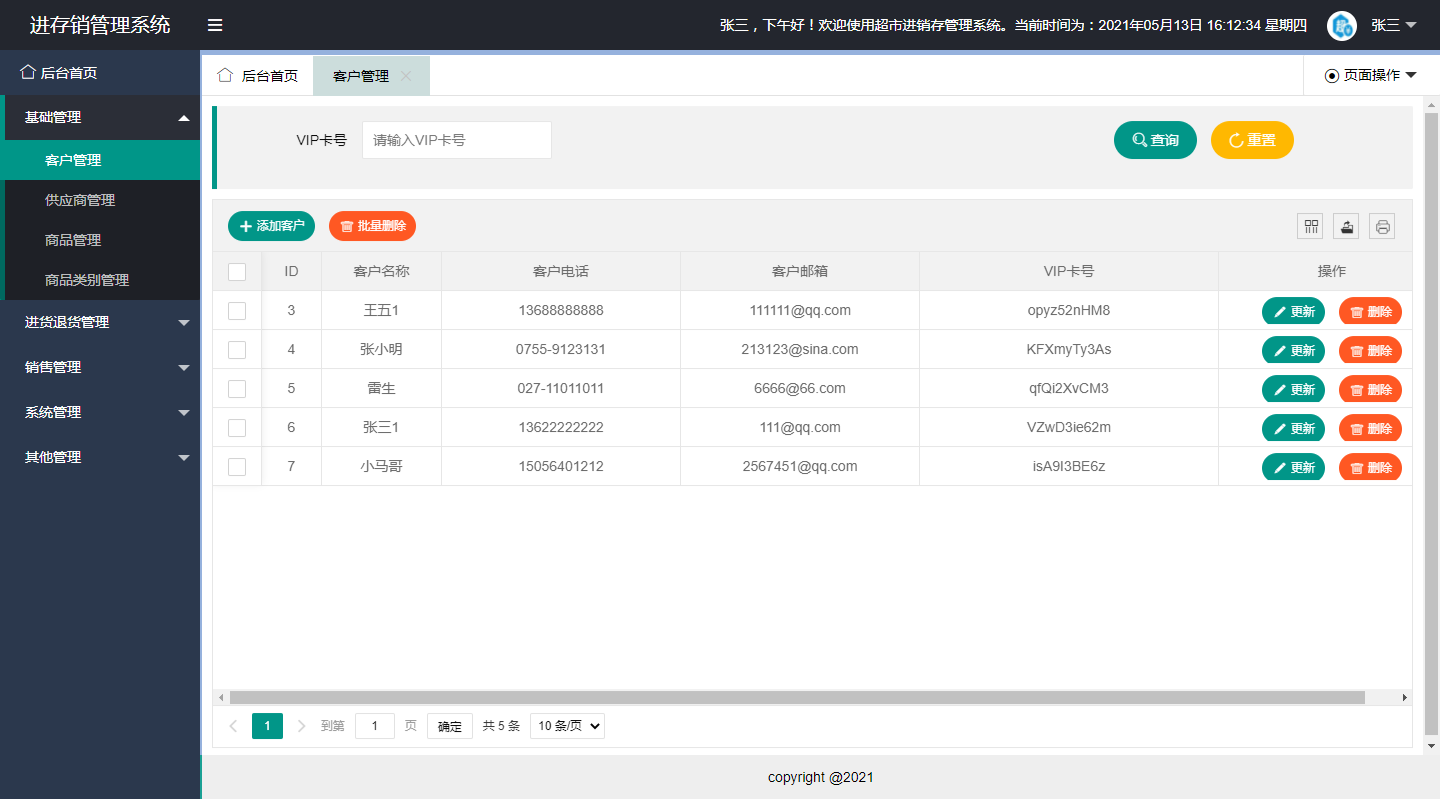 进存销管理系统
张三，下午好！欢迎使用超市进销存管理系统。当前时间为：2021年05月13日 16:12:34 星期四
张三
后台首页
基础管理
客户管理
供应商管理
商品管理
商品类别管理
进货退货管理
销售管理
系统管理
其他管理
后台首页 客户管理 页面操作
VIP卡号 请输入VIP卡号 查询 重置
添加客户 批量删除
ID 客户名称 客户电话 客户邮箱 VIP卡号 操作
3 王五1 13688888888 111111@qq.com opyz52nHM8 更新 删除
4 张小明 0755-9123131 213123@sina.com KFXmyTy3As 更新 删除
5 雷生 027-11011011 6666@66.com qfQi2XvCM3 更新 删除
6 张三1 13622222222 111@qq.com VZwD3ie62m 更新 删除
7 小马哥 15056401212 2567451@qq.com isA9I3BE6z 更新 删除
1 到第 1 页 确定 共 5 条 10 条/页
copyright @2021